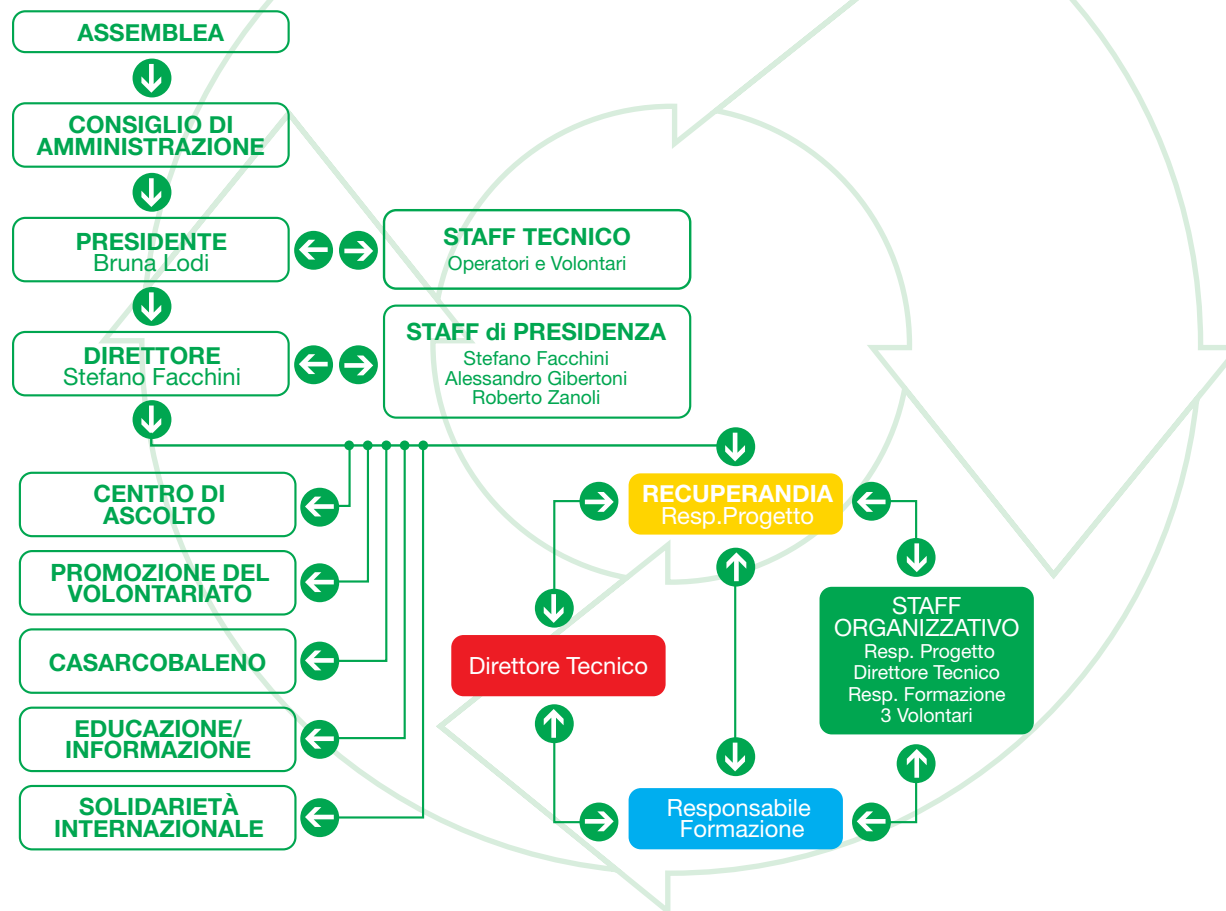 ASSEMBLEA
CONSIGLIO DI
AMMINISTRAZIONE
PRESIDENTE
Bruna Lodi
STAFF TECNICO
Operatori e Volontari
DIRETTORE
Stefano Facchini
STAFF di PRESIDENZA
Stefano Facchini
Alessandro Gibertoni
Roberto Zanoli
CENTRO DI
ASCOLTO
PROMOZIONE DEL
VOLONTARIATO
CASARCOBALENO
EDUCAZIONE/
INFORMAZIONE
SOLIDARIETÀ
INTERNAZIONALE
RECUPERANDIA
Resp.Progetto
Direttore Tecnico
STAFF
ORGANIZZATIVO
Resp. Progetto
Direttore Tecnico
Resp. Formazione
3 Volontari
Responsabile
Formazione